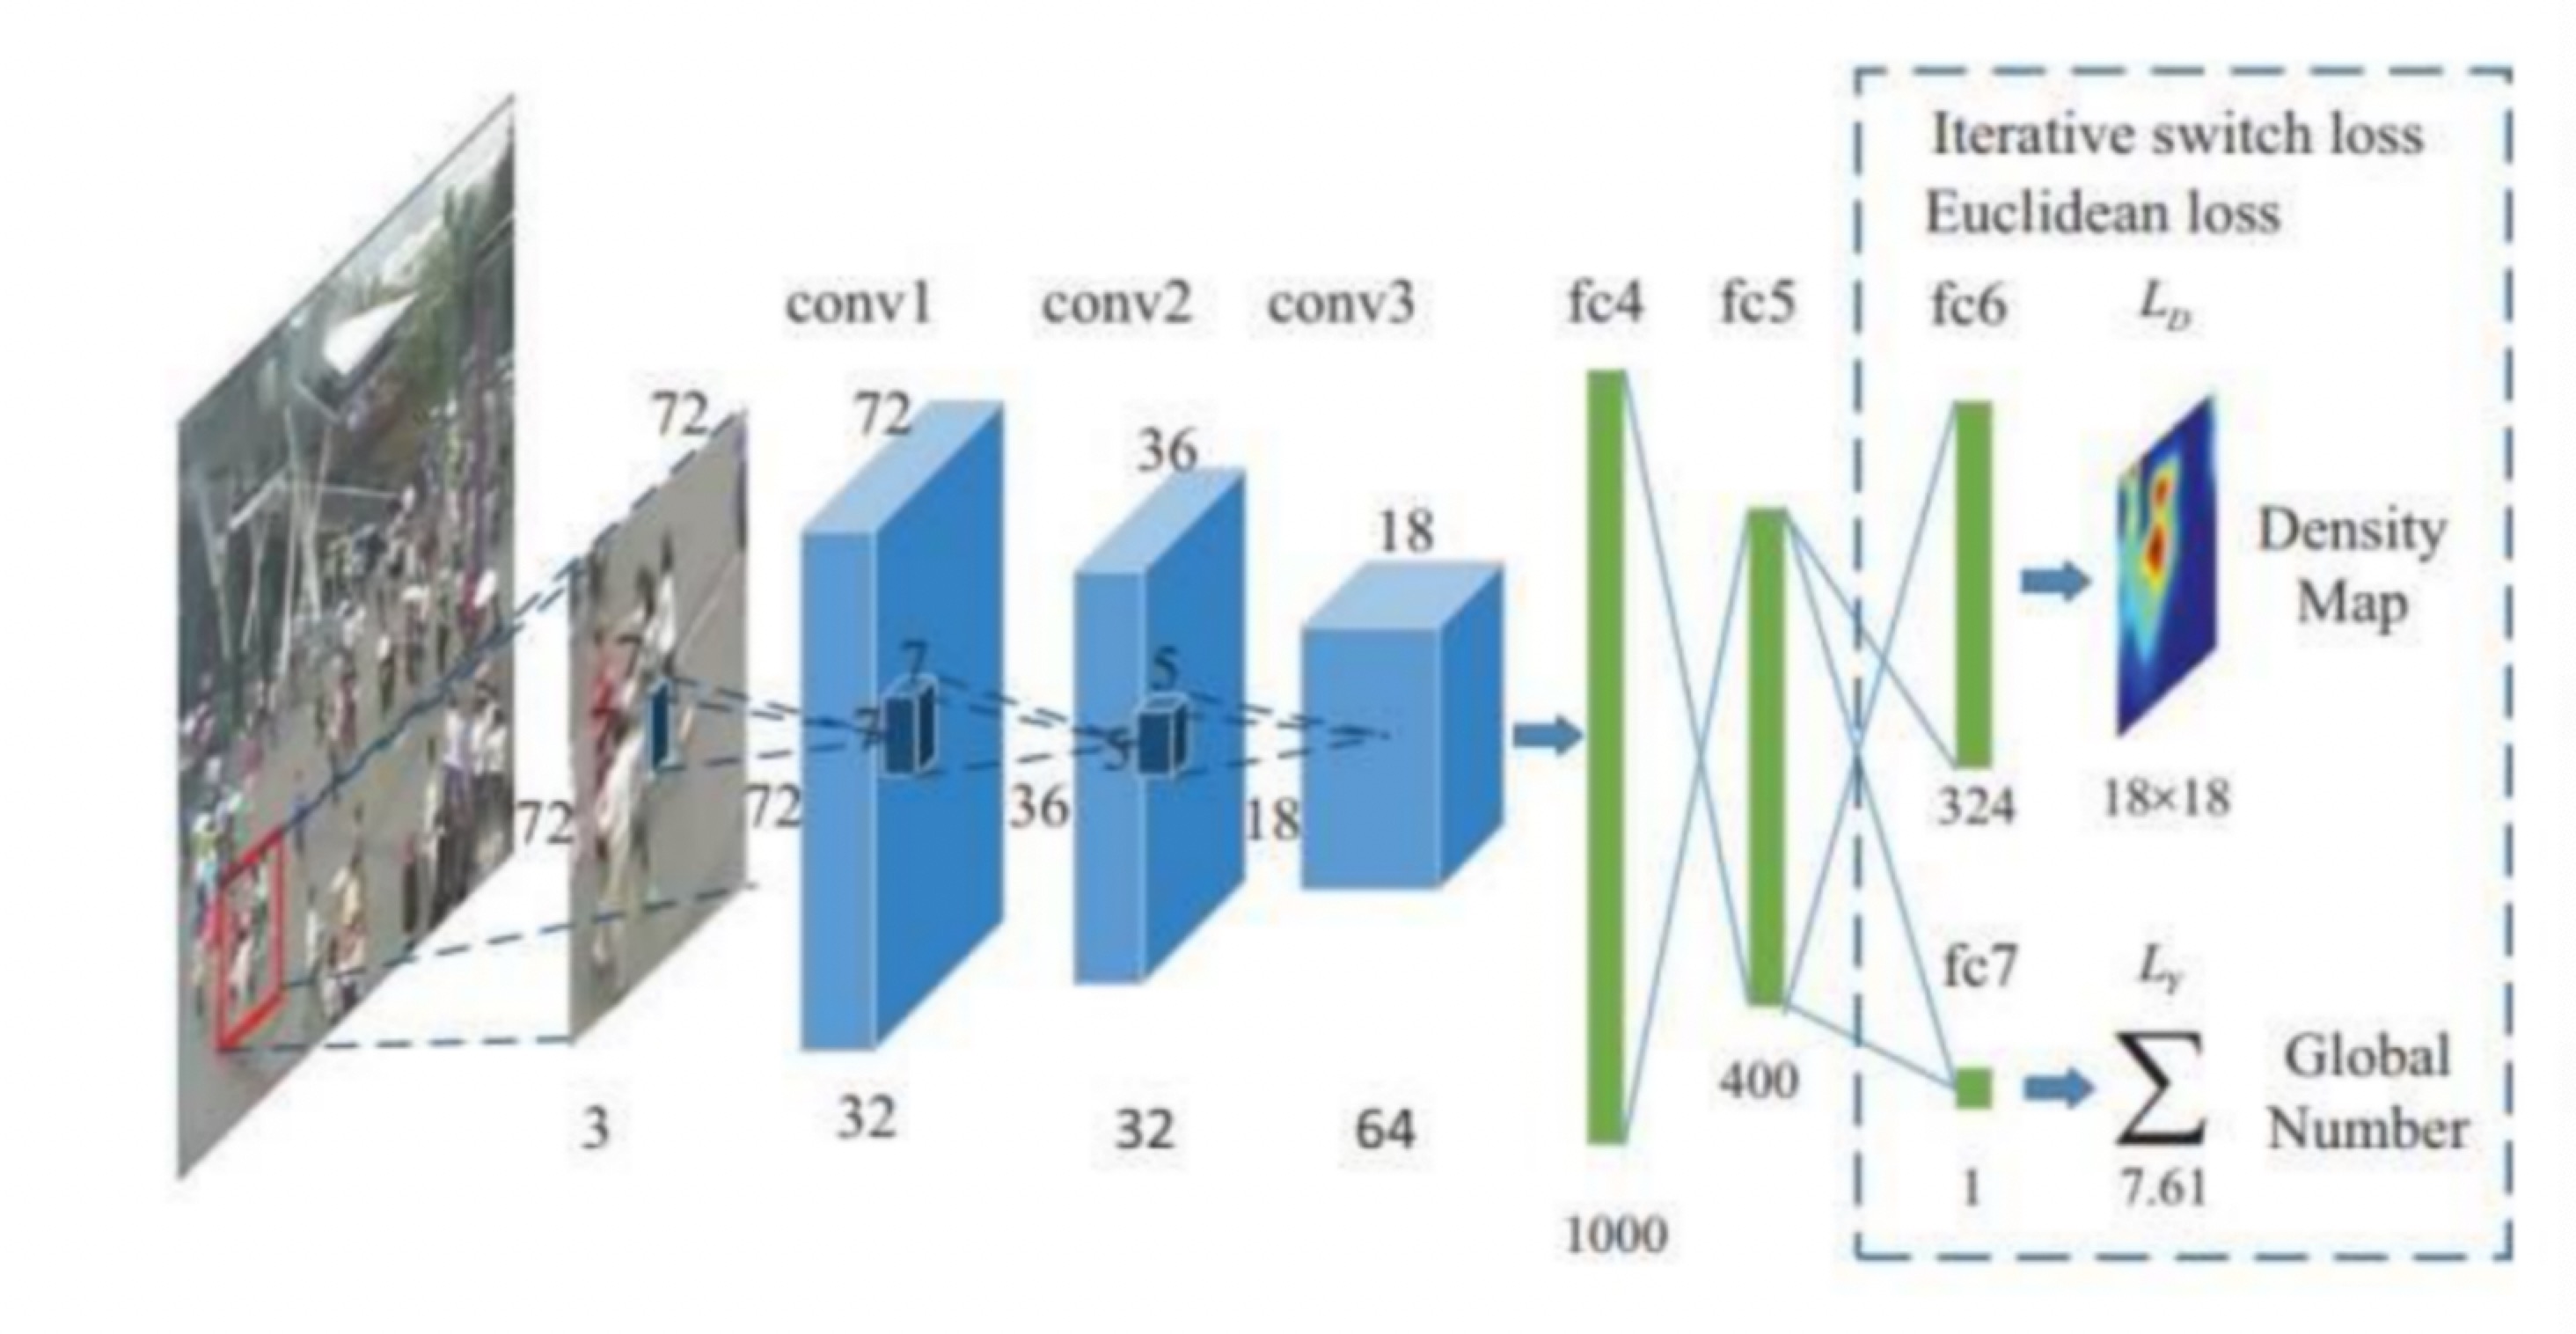 Iterative switch loss
Euclidean loss
conv1
conv2
conv3
fc4
fc5
fc6
L_D
72
72
36
18
Density
Map
7
7
5
7
5
72
72
36
18
324
18×18
fc7
L_Y
400
Global
Number
3
32
32
64
1
7.61
1000